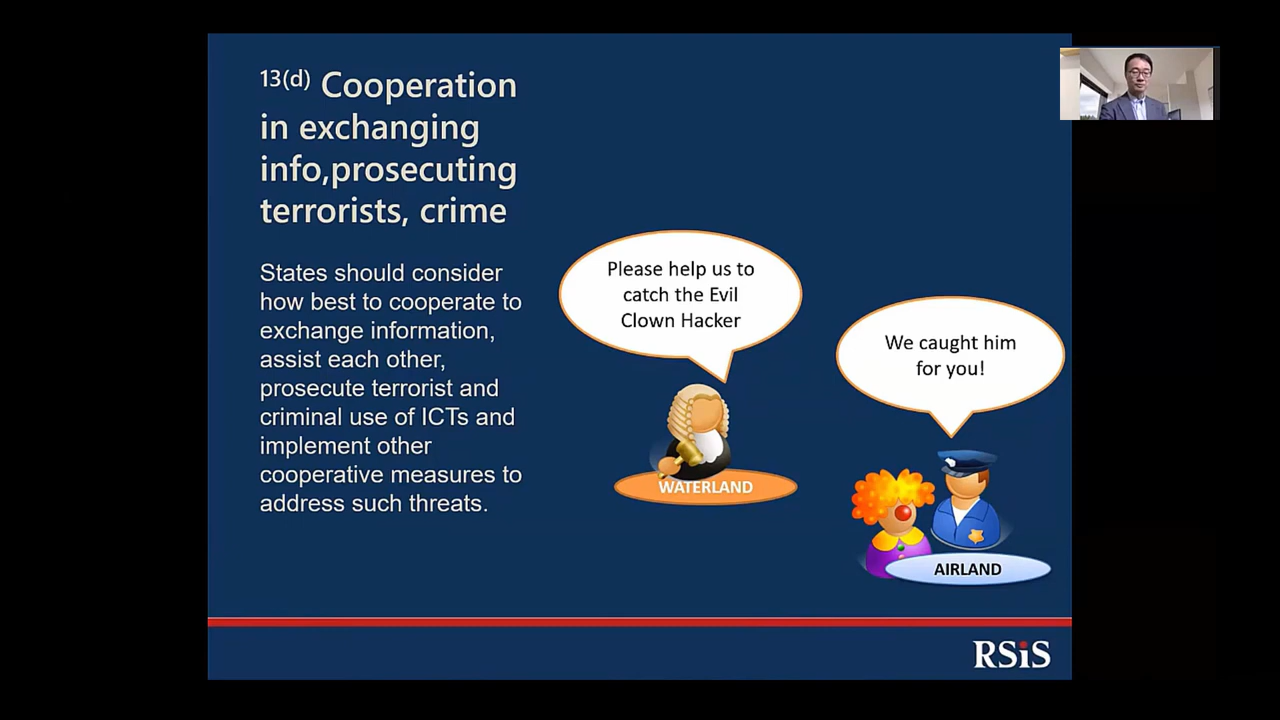 13(d) Cooperation
in exchanging
info,prosecuting
terrorists, crime
States should consider
how best to cooperate to
exchange information,
assist each other,
prosecute terrorist and
criminal use of ICTs and
implement other
cooperative measures to
address such threats.
Please help us to
catch the Evil
Clown Hacker
We caught him
for you!
WATERLAND
AIRLAND
RSiS